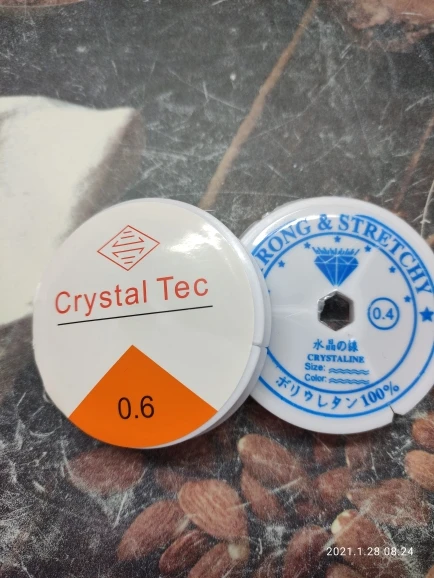 Crystal Tec
0.6
RONG & STRETCHY
0.4
水晶の線
CRYSTALINE
Size:
Color:
ポリウレタン100%
2021.1.28 08:24